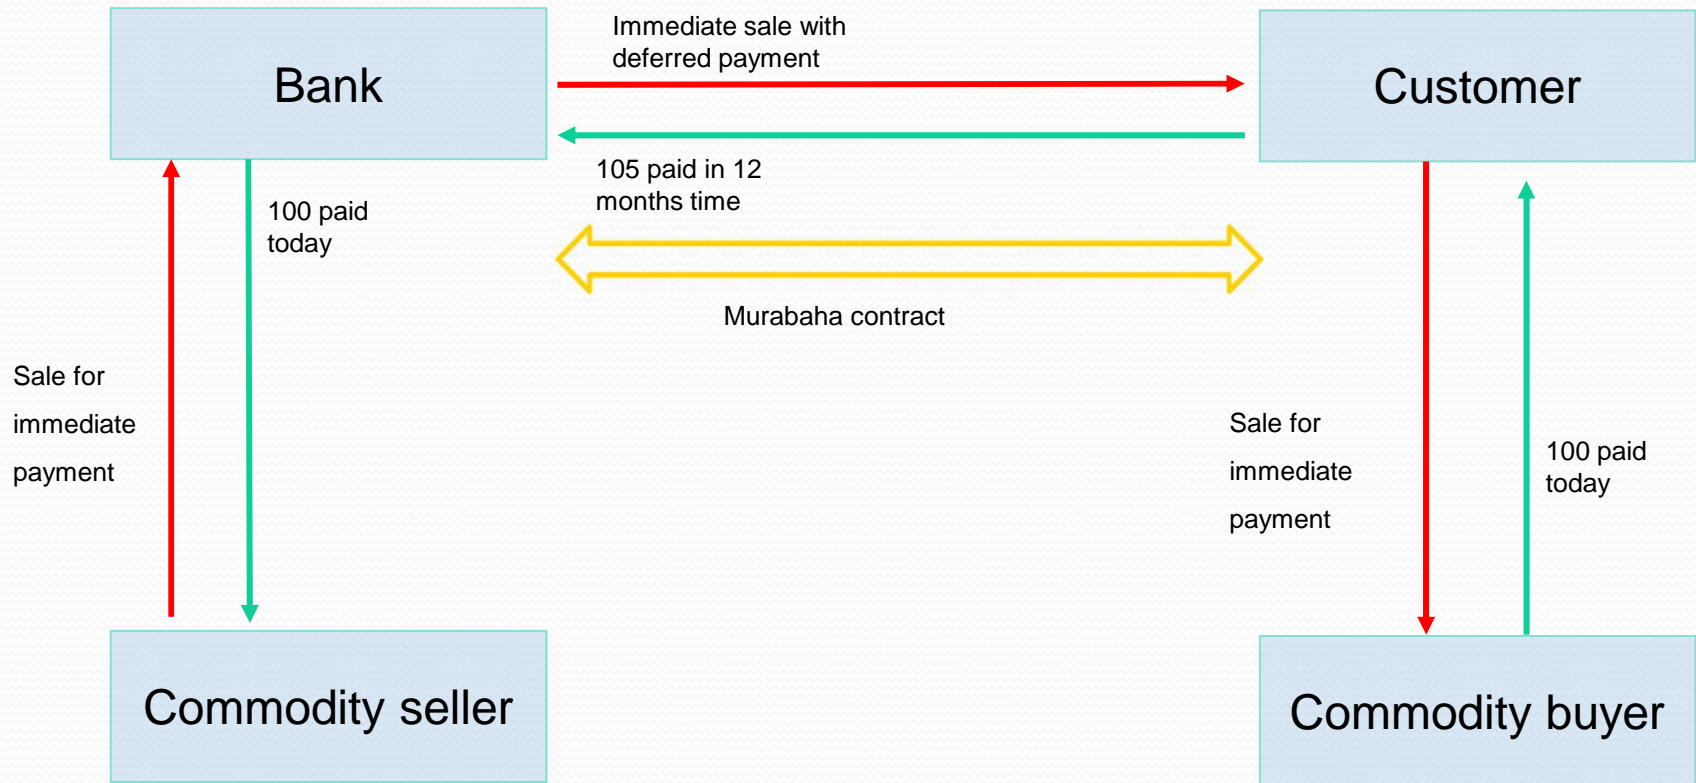 Bank
Immediate sale with
deferred payment
Customer
105 paid in 12
months time
100 paid
today
Murabaha contract
Sale for
immediate
payment
Sale for
immediate
payment
100 paid
today
Commodity seller
Commodity buyer